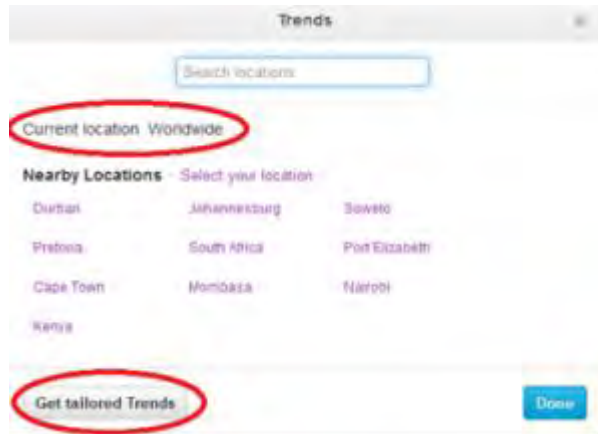 Trends
Search locations
Current location Worldwide
Nearby Locations · Select your location
Durban Johannesburg Soweto
Pretoria South Africa Port Elizabeth
Cape Town Mombasa Nairobi
Kenya
Get tailored Trends Done